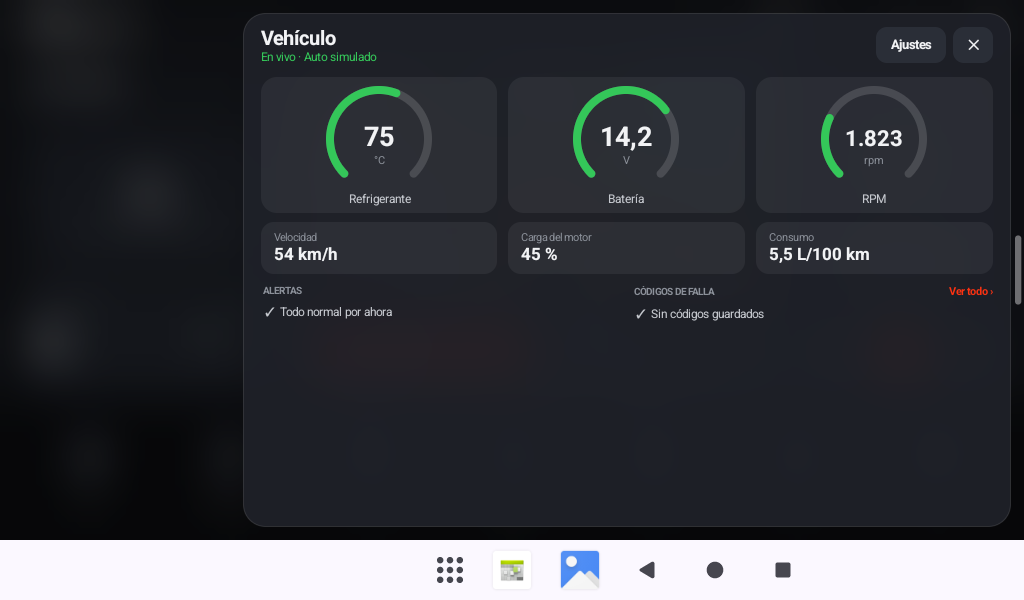 Vehículo
En vivo · Auto simulado
Ajustes
75
°C
Refrigerante
14,2
V
Batería
1.823
rpm
RPM
Velocidad
54 km/h
Carga del motor
45 %
Consumo
5,5 L/100 km
ALERTAS
✓ Todo normal por ahora
CÓDIGOS DE FALLA
Ver todo ›
✓ Sin códigos guardados